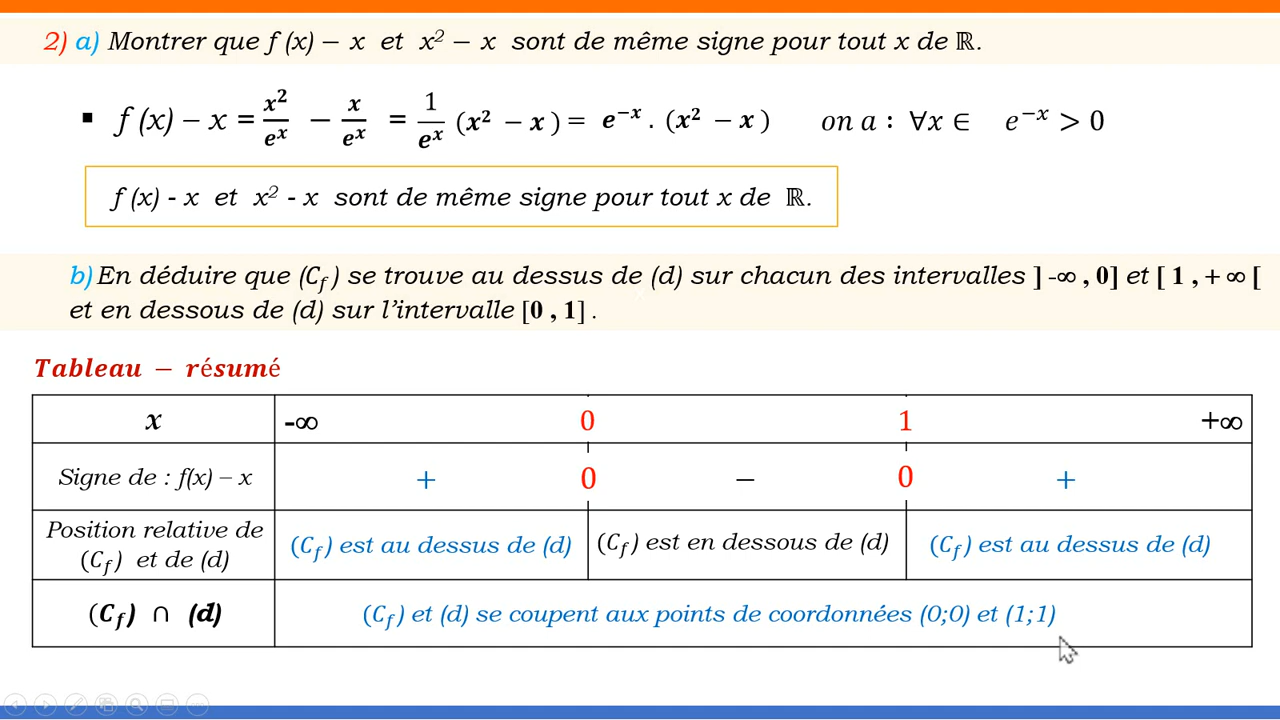 2) a) Montrer que f (x) − x et x² − x sont de même signe pour tout x de ℝ.
▪ f (x) − x = x²/eˣ − x/eˣ = 1/eˣ (x² − x) = e⁻ˣ . (x² − x) on a : ∀x ∈ e⁻ˣ > 0
f (x) - x et x² - x sont de même signe pour tout x de ℝ.
b) En déduire que (C_f) se trouve au dessus de (d) sur chacun des intervalles ] -∞ , 0] et [ 1 , + ∞ [
et en dessous de (d) sur l’intervalle [0 , 1] .
Tableau − résumé
x -∞ 0 1 +∞
Signe de : f(x) – x + 0 − 0 +
Position relative de
(C_f) et de (d) (C_f) est au dessus de (d) (C_f) est en dessous de (d) (C_f) est au dessus de (d)
(C_f) ∩ (d) (C_f) et (d) se coupent aux points de coordonnées (0;0) et (1;1)